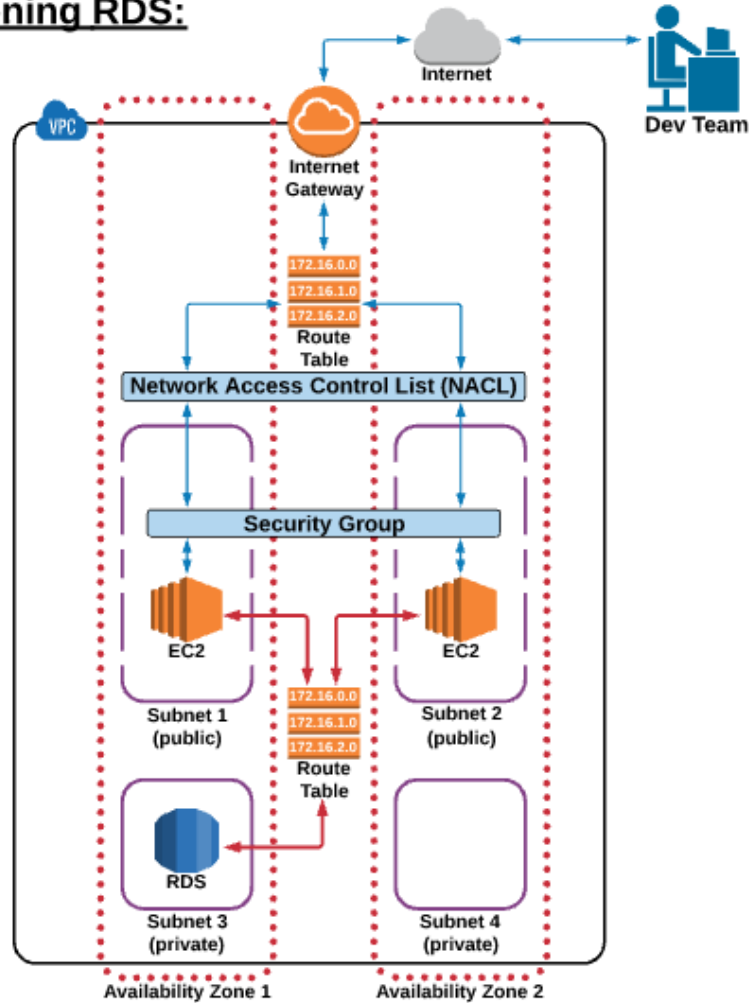 ning RDS:
Internet
Dev Team
VPC
Internet
Gateway
172.16.0.0
172.16.1.0
172.16.2.0
Route
Table
Network Access Control List (NACL)
Security Group
EC2
EC2
172.16.0.0
172.16.1.0
172.16.2.0
Route
Table
Subnet 1
(public)
Subnet 2
(public)
RDS
Subnet 3
(private)
Subnet 4
(private)
Availability Zone 1
Availability Zone 2